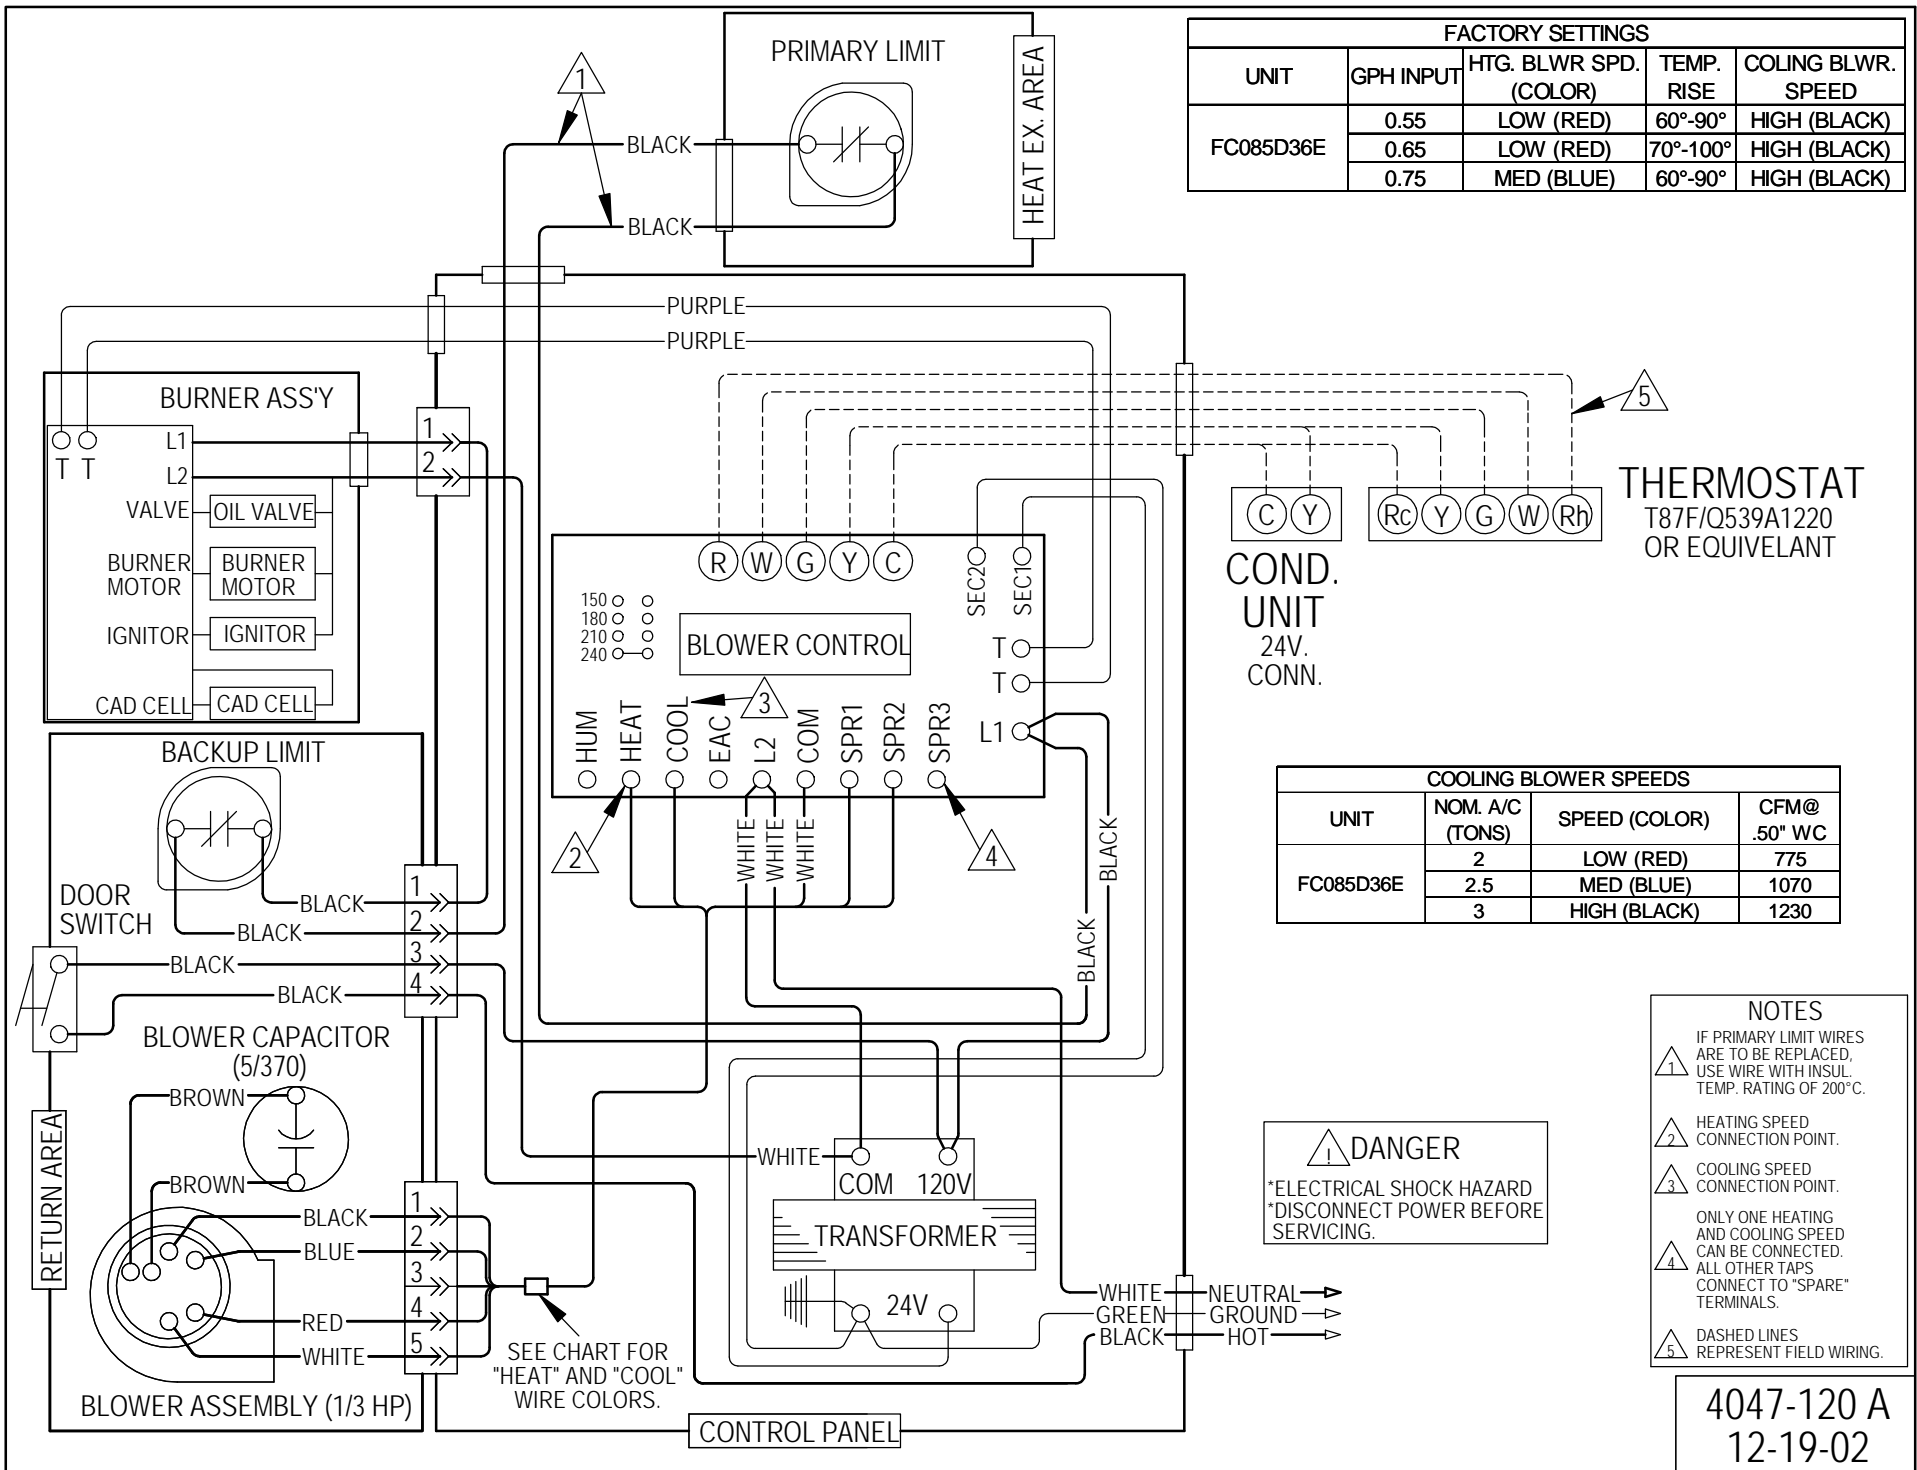 PRIMARY LIMIT
HEAT EX. AREA
1
BLACK
BLACK
FACTORY SETTINGS
UNIT GPH INPUT HTG. BLWR SPD. (COLOR) TEMP. RISE COLING BLWR. SPEED
FC085D36E
0.55 LOW (RED) 60°-90° HIGH (BLACK)
0.65 LOW (RED) 70°-100° HIGH (BLACK)
0.75 MED (BLUE) 60°-90° HIGH (BLACK)
PURPLE
PURPLE
BURNER ASS'Y
T T
L1
L2
1
2
VALVE OIL VALVE
BURNER MOTOR
BURNER MOTOR
IGNITOR IGNITOR
CAD CELL CAD CELL
5
C Y
COND.
UNIT
24V.
CONN.
Rc Y G W Rh
THERMOSTAT
T87F/Q539A1220
OR EQUIVELANT
R W G Y C
SEC2
SEC1
150
180
210
240
BLOWER CONTROL
T
T
L1
3
HUM
HEAT
COOL
EAC
L2
COM
SPR1
SPR2
SPR3
2
4
WHITE
WHITE
WHITE
BLACK
BLACK
BACKUP LIMIT
DOOR
SWITCH
BLACK
BLACK
BLACK
BLACK
1
2
3
4
BLOWER CAPACITOR
(5/370)
BROWN
BROWN
RETURN AREA
BLACK
BLUE
RED
WHITE
1
2
3
4
5
BLOWER ASSEMBLY (1/3 HP)
SEE CHART FOR
"HEAT" AND "COOL"
WIRE COLORS.
WHITE
COM 120V
TRANSFORMER
24V
CONTROL PANEL
WHITE NEUTRAL
GREEN GROUND
BLACK HOT
COOLING BLOWER SPEEDS
UNIT NOM. A/C (TONS) SPEED (COLOR) CFM@ .50" WC
FC085D36E
2 LOW (RED) 775
2.5 MED (BLUE) 1070
3 HIGH (BLACK) 1230
! DANGER
*ELECTRICAL SHOCK HAZARD
*DISCONNECT POWER BEFORE
SERVICING.
NOTES
1
IF PRIMARY LIMIT WIRES
ARE TO BE REPLACED,
USE WIRE WITH INSUL.
TEMP. RATING OF 200°C.
2
HEATING SPEED
CONNECTION POINT.
3
COOLING SPEED
CONNECTION POINT.
4
ONLY ONE HEATING
AND COOLING SPEED
CAN BE CONNECTED.
ALL OTHER TAPS
CONNECT TO "SPARE"
TERMINALS.
5
DASHED LINES
REPRESENT FIELD WIRING.
4047-120 A
12-19-02